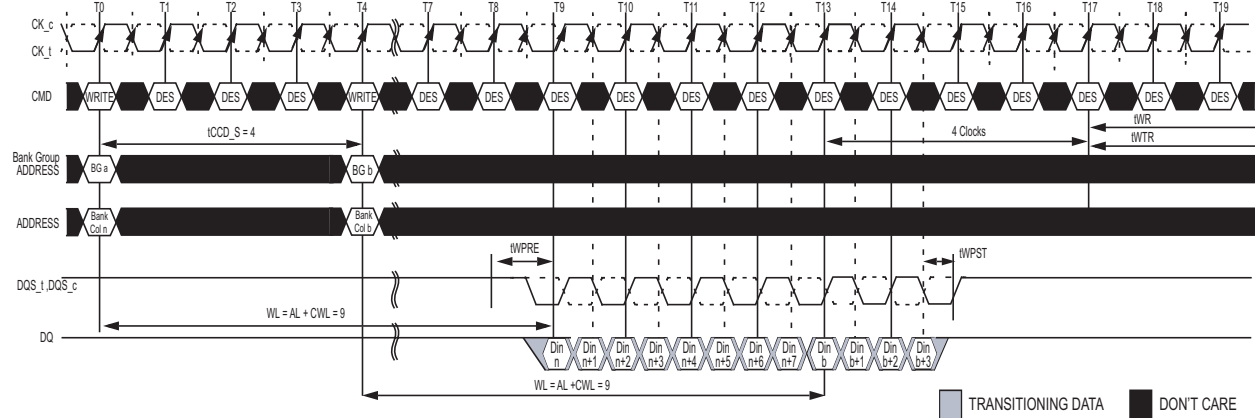 T0 T1 T2 T3 T4 T7 T8 T9 T10 T11 T12 T13 T14 T15 T16 T17 T18 T19
CK_c
CK_t
CMD WRITE DES DES DES WRITE DES DES DES DES DES DES DES DES DES DES DES DES DES
tCCD_S = 4 4 Clocks tWR
tWTR
Bank Group
ADDRESS BG a BG b
ADDRESS Bank
Col n Bank
Col b
tWPRE tWPST
DQS_t ,DQS_c
WL = AL + CWL = 9
DQ Din
n Din
n+1 Din
n+2 Din
n+3 Din
n+4 Din
n+5 Din
n+6 Din
n+7 Din
b Din
b+1 Din
b+2 Din
b+3
WL = AL +CWL = 9
TRANSITIONING DATA DON'T CARE